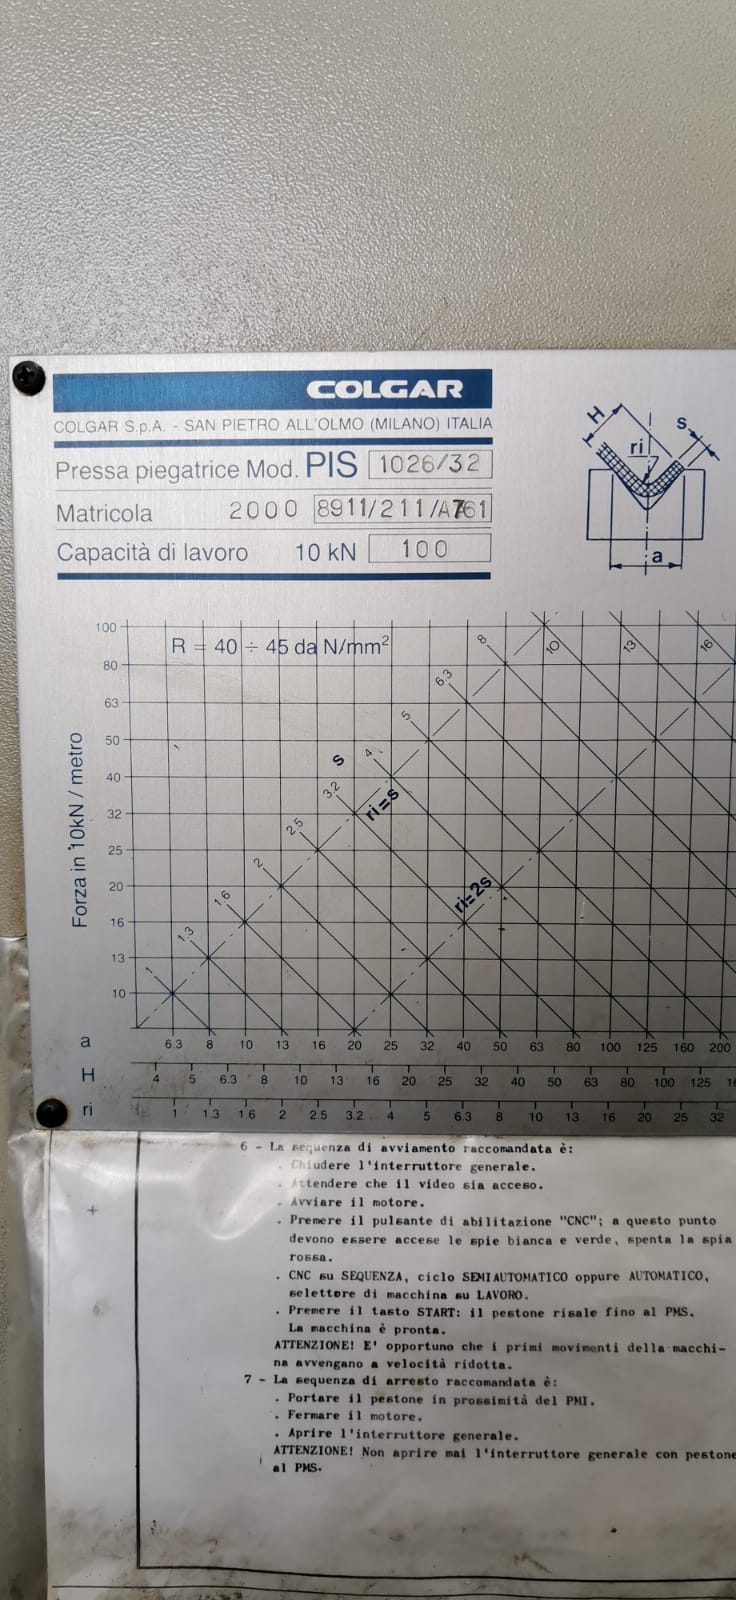 COLGAR
COLGAR S.p.A. - SAN PIETRO ALL'OLMO (MILANO) ITALIA
Pressa piegatrice Mod. PIS 1026/32
Matricola 2000 8911/211/A761
Capacità di lavoro 10 kN 100
H
s
ri
a
R = 40 ÷ 45 da N/mm²
Forza in 10kN / metro
100
80
63
50
40
32
25
20
16
13
10
s
1
1.3
1.6
2
2.5
3.2
4
5
6.3
8
10
13
16
ri=s
ri=2s
a 6.3 8 10 13 16 20 25 32 40 50 63 80 100 125 160 200
H 4 5 6.3 8 10 13 16 20 25 32 40 50 63 80 100 125
ri 1 1.3 1.6 2 2.5 3.2 4 5 6.3 8 10 13 16 20 25 32
6 - La sequenza di avviamento raccomandata è:
. Chiudere l'interruttore generale.
. Attendere che il video sia acceso.
. Avviare il motore.
. Premere il pulsante di abilitazione "CNC"; a questo punto
devono essere accese le spie bianca e verde, spenta la spia
rossa.
. CNC su SEQUENZA, ciclo SEMIAUTOMATICO oppure AUTOMATICO,
selettore di macchina su LAVORO.
. Premere il tasto START: il pestone risale fino al PMS.
La macchina è pronta.
ATTENZIONE! E' opportuno che i primi movimenti della macchi-
na avvengano a velocità ridotta.
7 - La sequenza di arresto raccomandata è:
. Portare il pestone in prossimità del PMI.
. Fermare il motore.
. Aprire l'interruttore generale.
ATTENZIONE! Non aprire mai l'interruttore generale con pestone
al PMS.